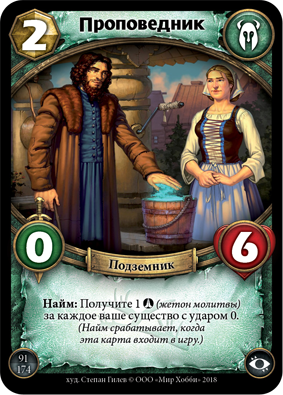 2
Проповедник
0
6
Подземник
Найм: Получите 1 (жетон молитвы)
за каждое ваше существо с ударом 0.
(Найм срабатывает, когда
эта карта входит в игру.)
91
174
худ. Степан Гилев © ООО «Мир Хобби» 2018